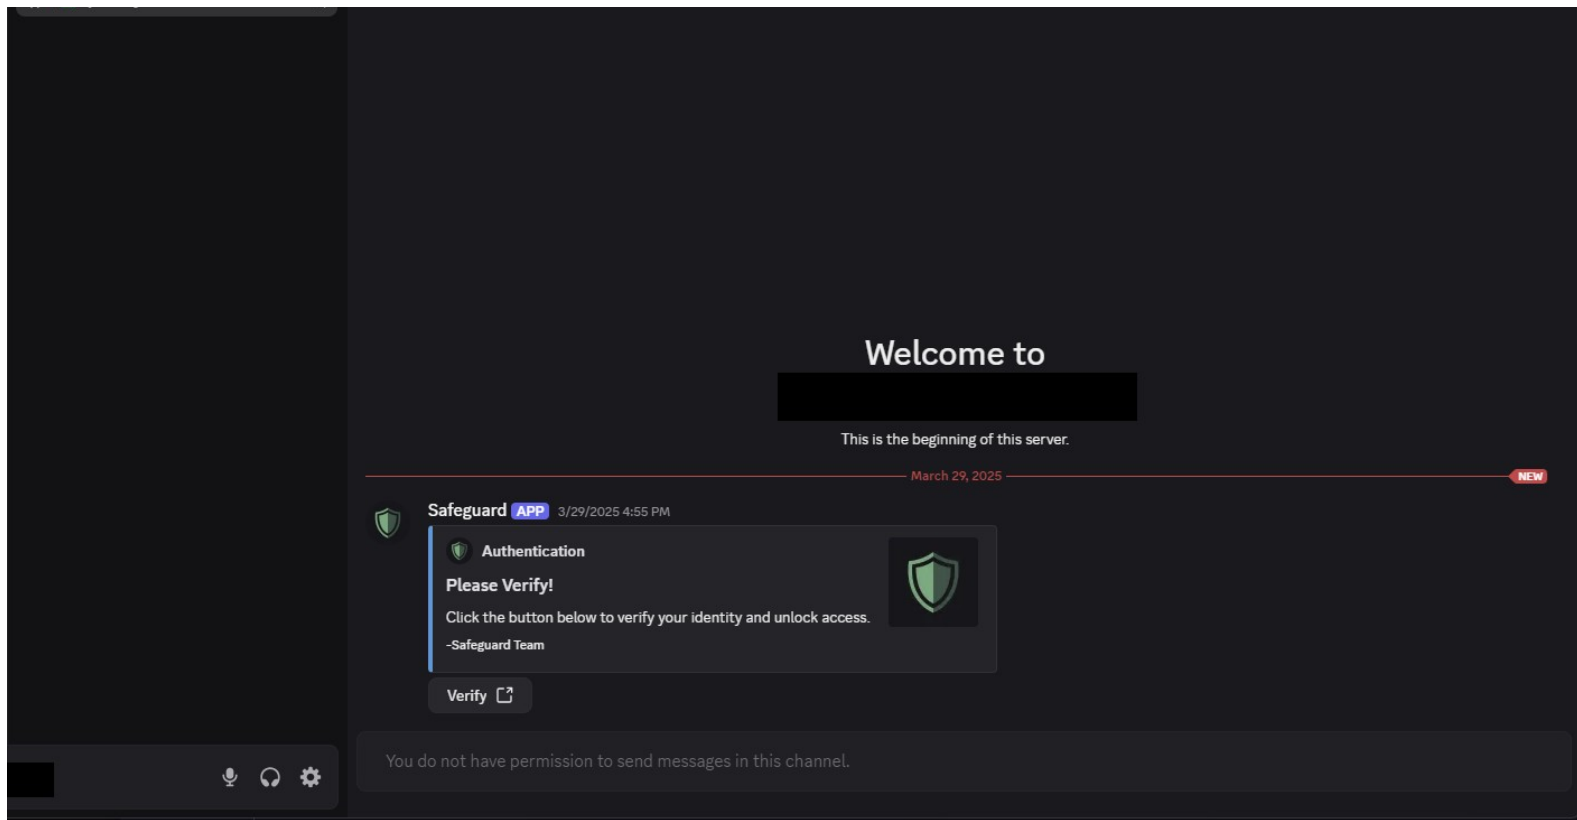 Welcome to
This is the beginning of this server.
March 29, 2025
NEW
Safeguard APP 3/29/2025 4:55 PM
Authentication
Please Verify!
Click the button below to verify your identity and unlock access.
-Safeguard Team
Verify
You do not have permission to send messages in this channel.